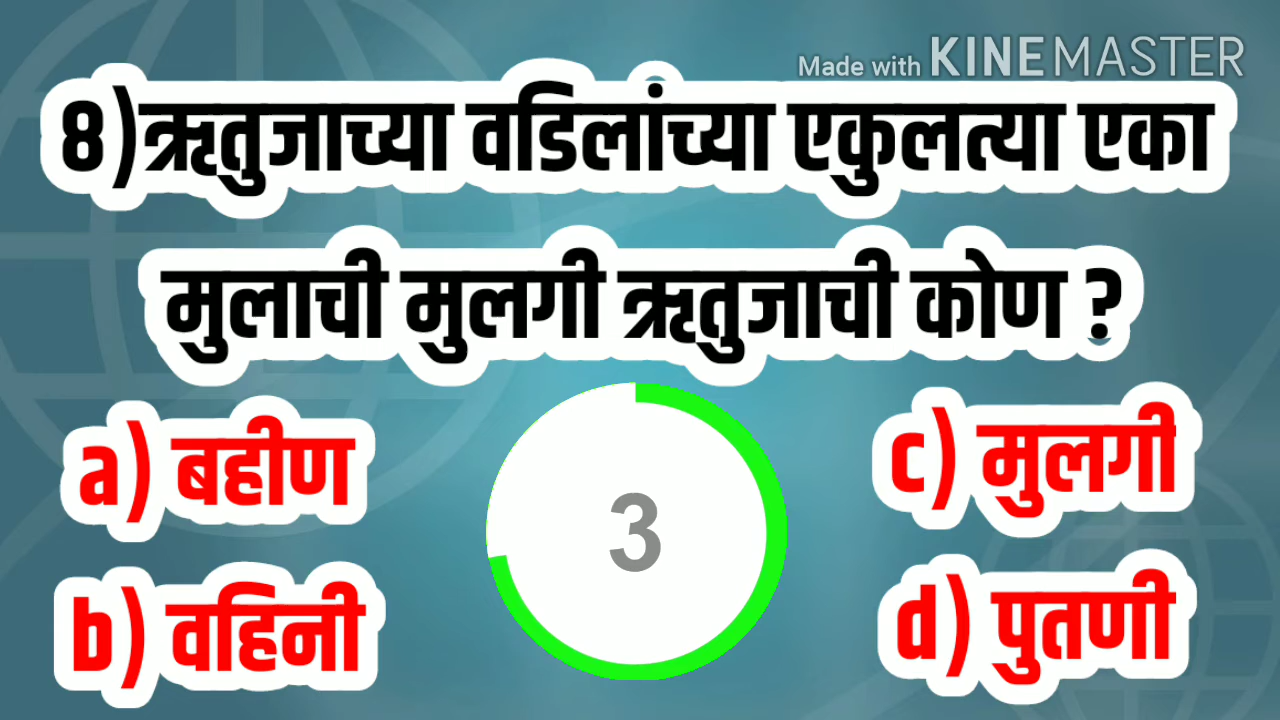 Made with KINEMASTER
8)ऋतुजाच्या वडिलांच्या एकुलत्या एका
मुलाची मुलगी ऋतुजाची कोण ?
a) बहीण
c) मुलगी
3
b) वहिनी
d) पुतणी